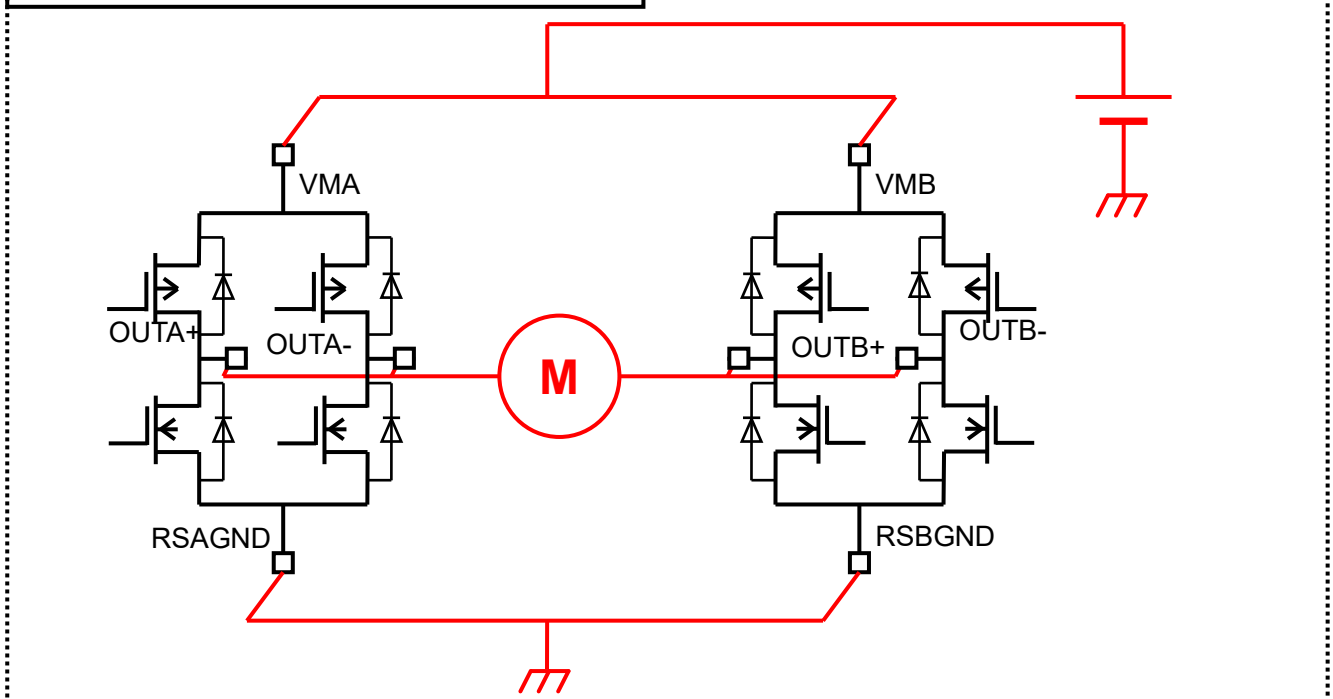 VMA
VMB
OUTA+
OUTA-
OUTB+
OUTB-
M
RSAGND
RSBGND